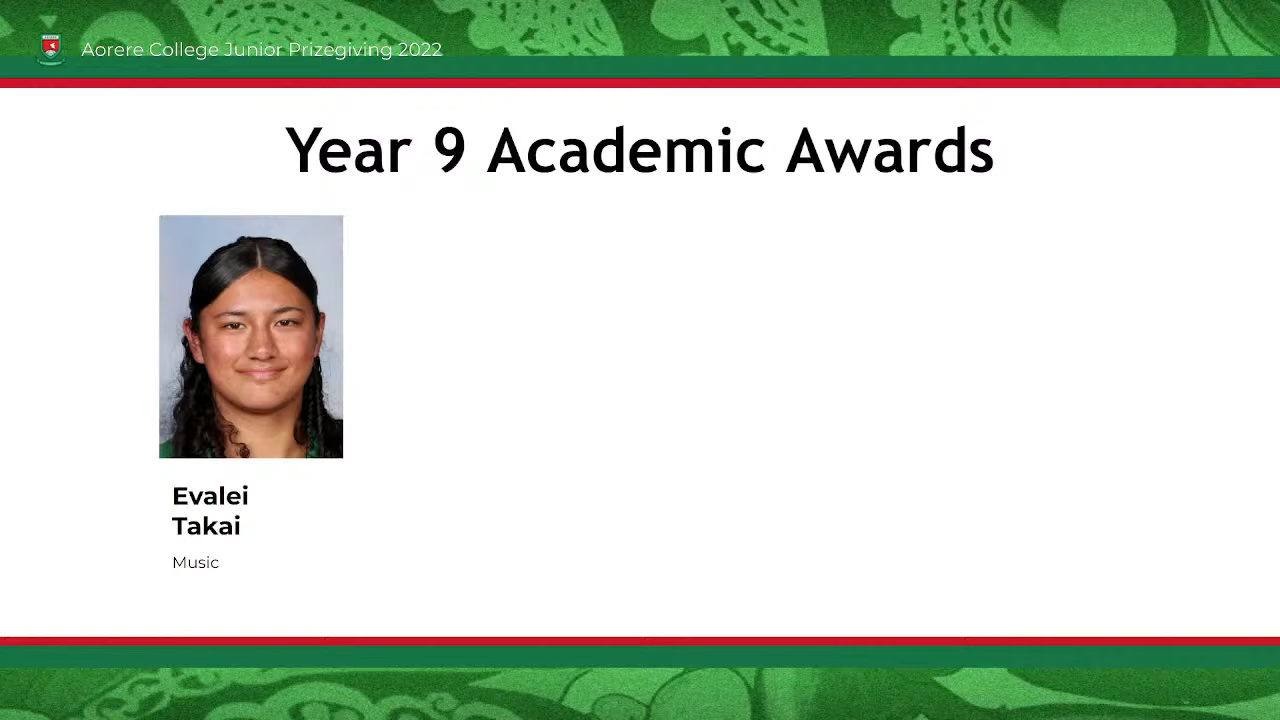 Aorere College Junior Prizegiving 2022
Year 9 Academic Awards
Evalei
Takai
Music